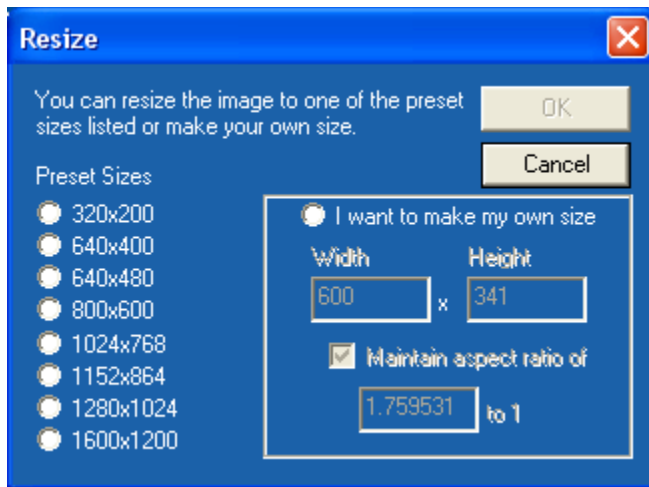 Resize
You can resize the image to one of the preset
sizes listed or make your own size.
OK
Cancel
Preset Sizes
320x200
640x400
640x480
800x600
1024x768
1152x864
1280x1024
1600x1200
I want to make my own size
Width Height
600 x 341
Maintain aspect ratio of
1.759531 to 1